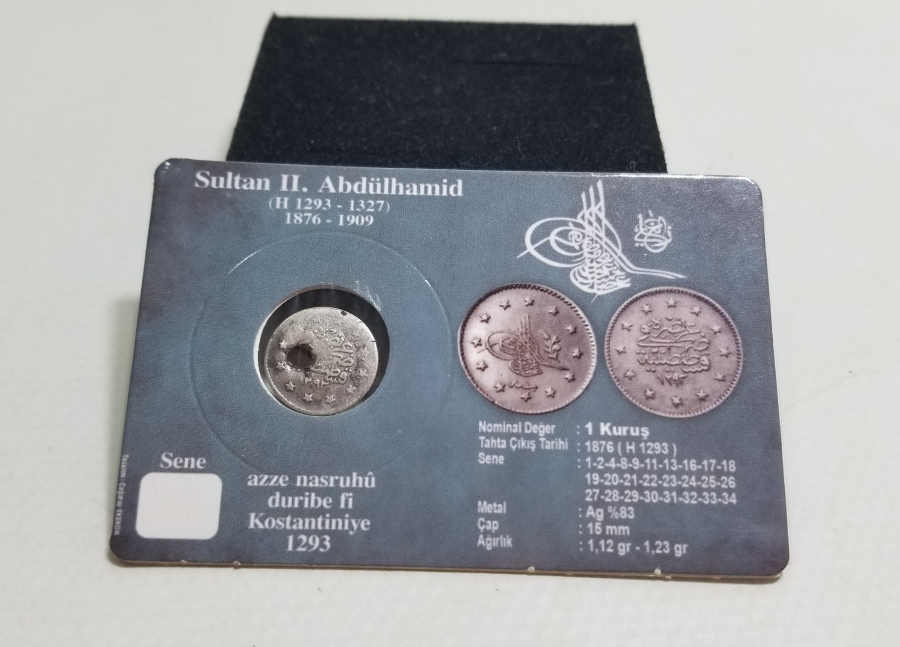 Sultan II. Abdülhamid
(H 1293 - 1327)
1876 - 1909
Nominal Değer : 1 Kuruş
Tahta Çıkış Tarihi : 1876 ( H 1293 )
Sene : 1-2-4-8-9-11-13-16-17-18
19-20-21-22-23-24-25-26
27-28-29-30-31-32-33-34
Metal : Ag %83
Çap : 15 mm
Ağırlık : 1,12 gr - 1,23 gr
Sene
azze nasruhû
duribe fî
Kostantiniye
1293
١٢٩٣